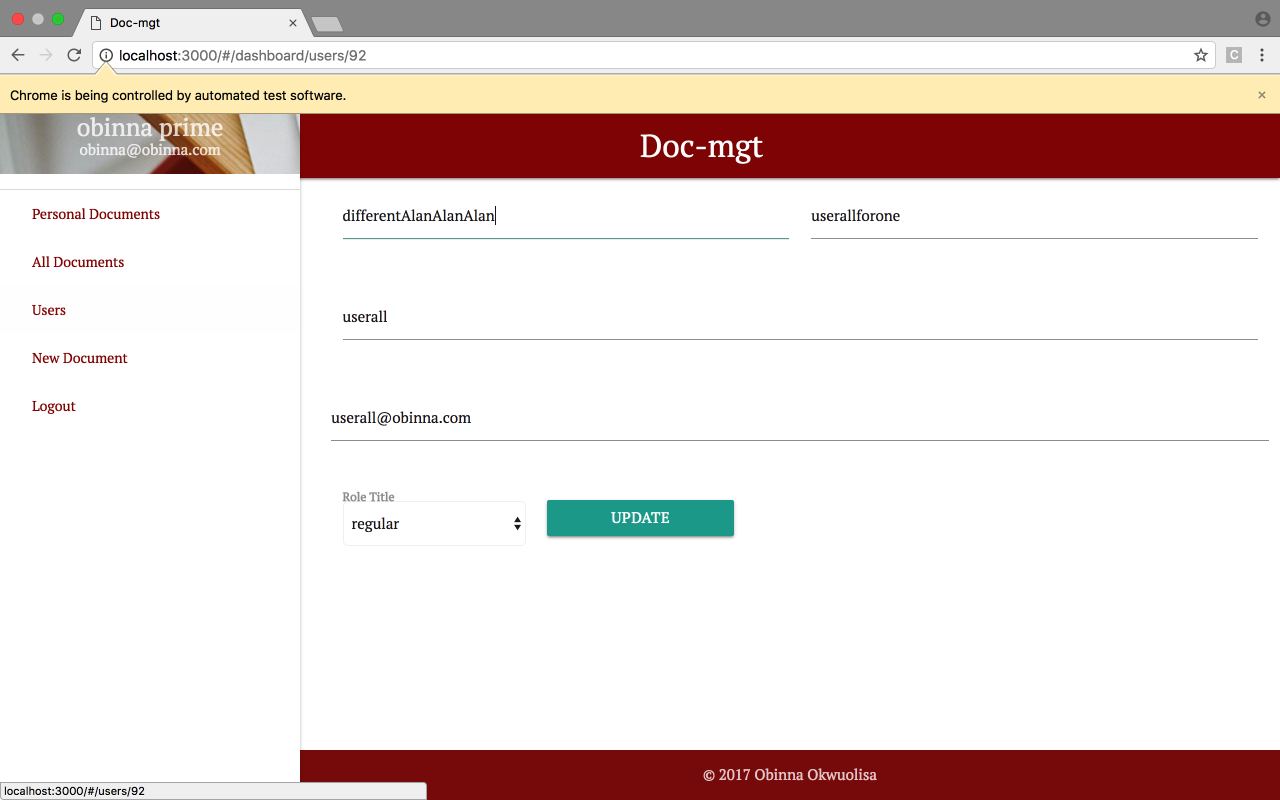 Doc-mgt
localhost:3000/#/dashboard/users/92
C
Chrome is being controlled by automated test software.
obinna prime
obinna@obinna.com
Doc-mgt
Personal Documents
All Documents
Users
New Document
Logout
differentAlanAlanAlan userallforone
userall
userall@obinna.com
Role Title
regular
UPDATE
© 2017 Obinna Okwuolisa
localhost:3000/#/users/92